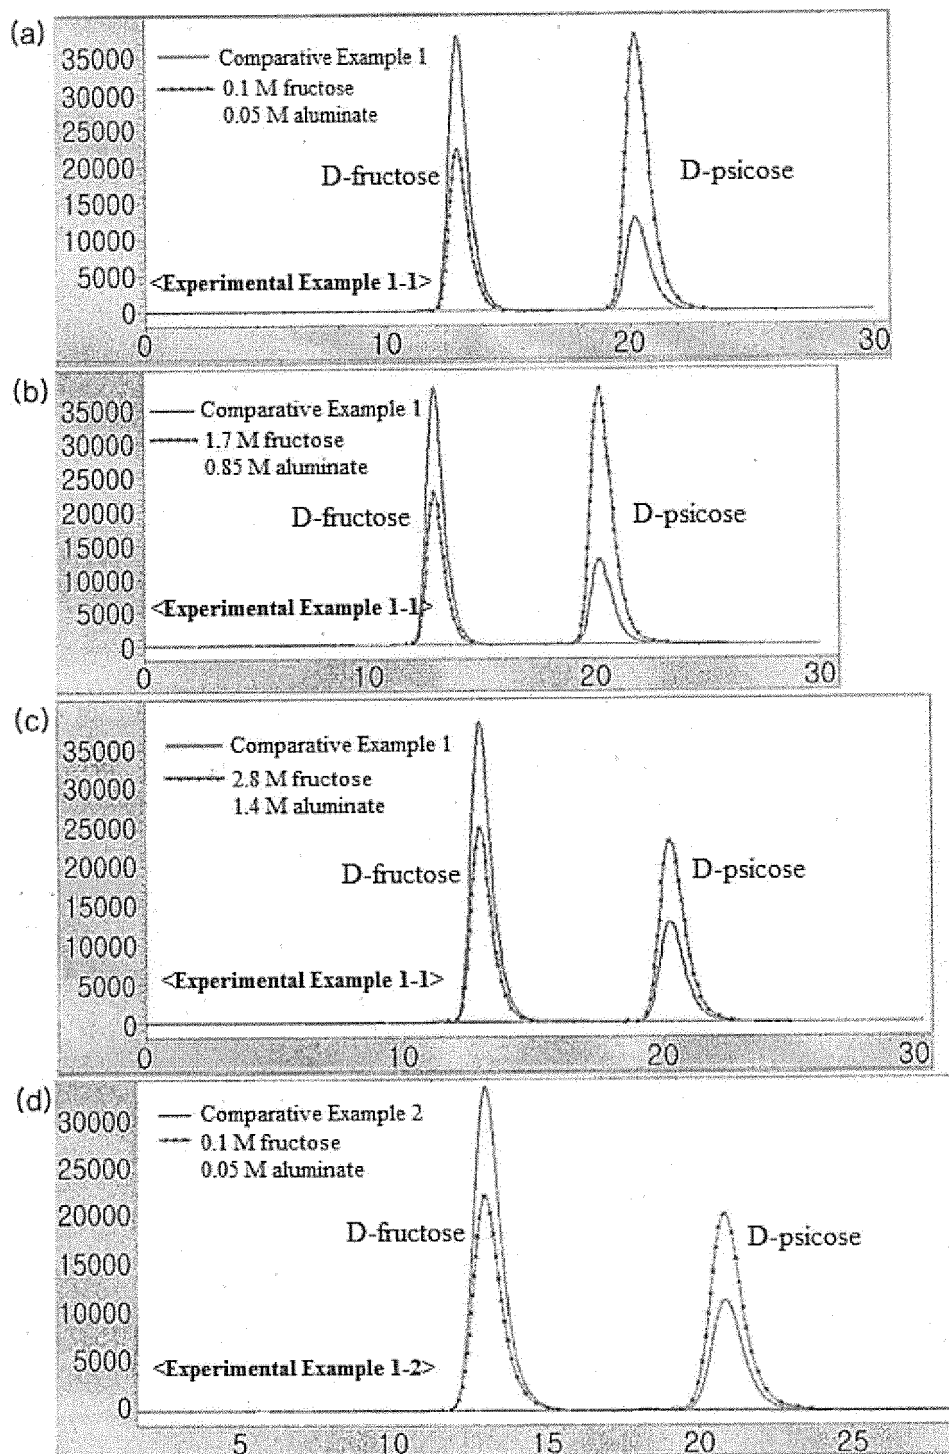 (a)
Comparative Example 1
0.1 M fructose
0.05 M aluminate
D-fructose
D-psicose
<Experimental Example 1-1>
35000
30000
25000
20000
15000
10000
5000
0
0 10 20 30
(b)
Comparative Example 1
1.7 M fructose
0.85 M aluminate
D-fructose
D-psicose
<Experimental Example 1-1>
35000
30000
25000
20000
15000
10000
5000
0
0 10 20 30
(c)
Comparative Example 1
2.8 M fructose
1.4 M aluminate
D-fructose
D-psicose
<Experimental Example 1-1>
35000
30000
25000
20000
15000
10000
5000
0
0 10 20 30
(d)
Comparative Example 2
0.1 M fructose
0.05 M aluminate
D-fructose
D-psicose
<Experimental Example 1-2>
30000
25000
20000
15000
10000
5000
0
5 10 15 20 25